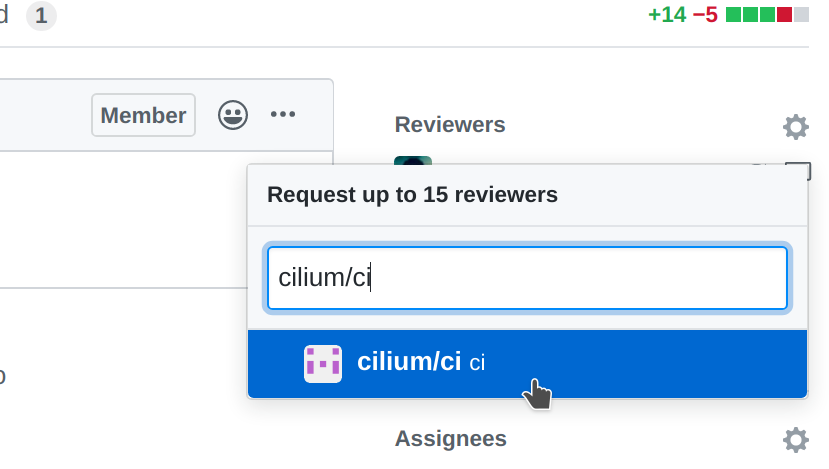 1
+14 −5
Member
Reviewers
Request up to 15 reviewers
cilium/ci
cilium/ci ci
Assignees